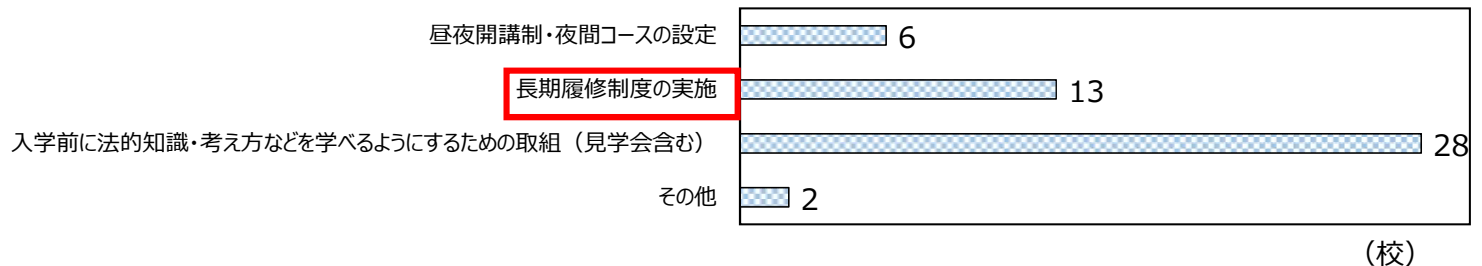 昼夜開講制・夜間コースの設定 6
長期履修制度の実施 13
入学前に法的知識・考え方などを学べるようにするための取組（見学会含む） 28
その他 2
（校）